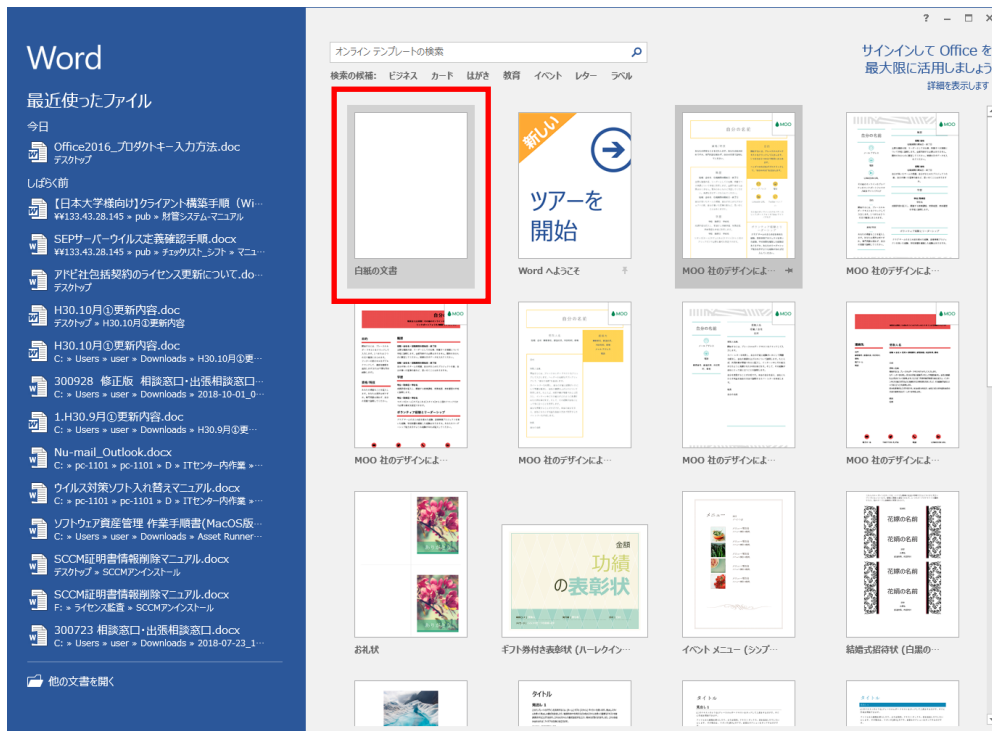 Word
最近使ったファイル
今日
Office2016_プロダクトキー入力方法.doc
デスクトップ
しばらく前
【日本大学様向け】クライアント構築手順（Wi…
¥¥133.43.28.145 » pub » 財管システム-マニュアル
SEPサーバーウイルス定義確認手順.docx
¥¥133.43.28.145 » pub » チェックリスト_シフト » マニュ…
アドビ社包括契約のライセンス更新について.do…
デスクトップ
H30.10月①更新内容.doc
デスクトップ » H30.10月①更新内容
H30.10月①更新内容.doc
C: » Users » user » Downloads » H30.10月①更…
300928 修正版 相談窓口・出張相談窓口…
C: » Users » user » Downloads » 2018-10-01_0…
1.H30.9月①更新内容.doc
C: » Users » user » Downloads » H30.9月①更…
Nu-mail_Outlook.docx
C: » pc-1101 » pc-1101 » D » ITセンター内作業 »…
ウイルス対策ソフト入れ替えマニュアル.docx
C: » pc-1101 » pc-1101 » D » ITセンター内作業 »…
ソフトウェア資産管理 作業手順書(MacOS版…
C: » Users » user » Downloads » Asset Runner…
SCCM証明書情報削除マニュアル.docx
デスクトップ » SCCMアンインストール
SCCM証明書情報削除マニュアル.docx
F: » ライセンス監査 » SCCMアンインストール
300723 相談窓口・出張相談窓口.docx
C: » Users » user » Downloads » 2018-07-23_1…
他の文書を開く
オンライン テンプレートの検索
検索の候補: ビジネス カード はがき 教育 イベント レター ラベル
サインインして Office を
最大限に活用しましょう
詳細を表示します
新しい
ツアーを
開始
自分の名前
MOO
自分の名前
MOO
白紙の文書
Word へようこそ
MOO 社のデザインによ…
MOO 社のデザインによ…
MOO
自分の名前
MOO
自分の名前
MOO
MOO
MOO 社のデザインによ…
MOO 社のデザインによ…
MOO 社のデザインによ…
MOO 社のデザインによ…
金額
功績
の表彰状
メニュー
花嫁の名前
花婿の名前
花嫁の名前
花婿の名前
お礼状
ギフト券付き表彰状 (ハーレクイン…
イベント メニュー (シンプ…
結婚式招待状 (白黒の…
タイトル
見出し 1
タイトル
見出し 1
タイトル